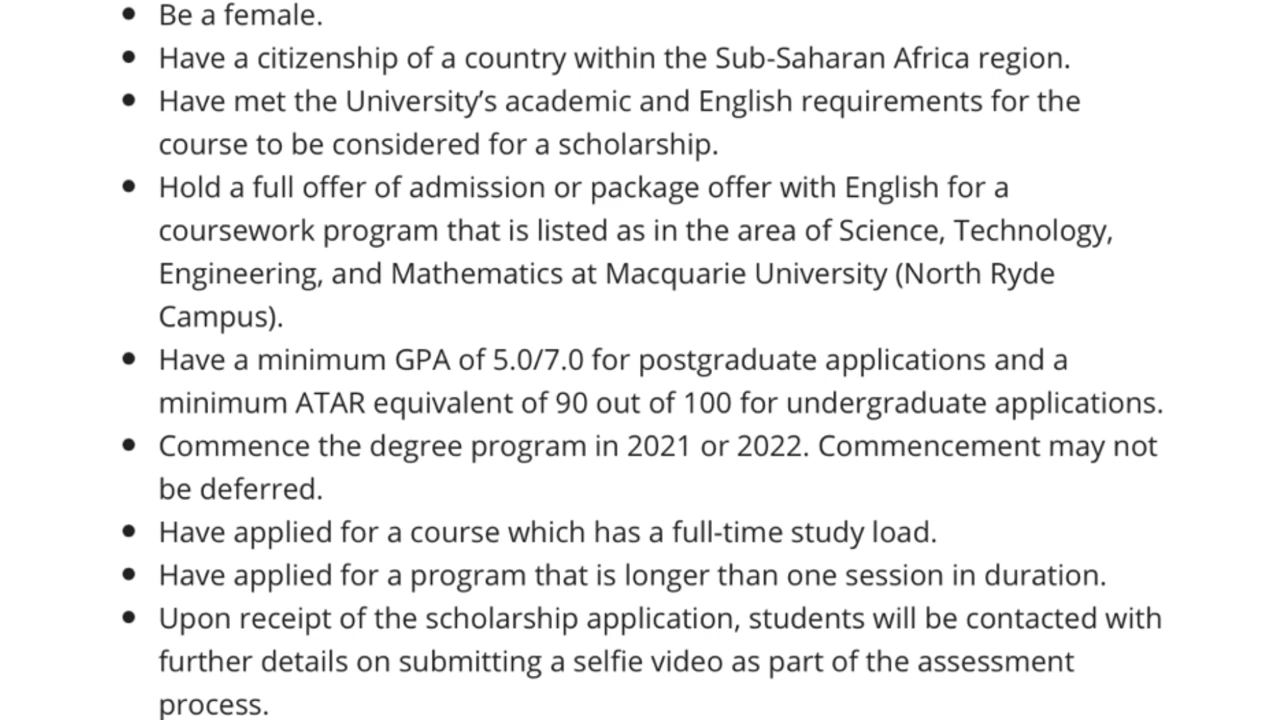 • Be a female.
• Have a citizenship of a country within the Sub-Saharan Africa region.
• Have met the University’s academic and English requirements for the
course to be considered for a scholarship.
• Hold a full offer of admission or package offer with English for a
coursework program that is listed as in the area of Science, Technology,
Engineering, and Mathematics at Macquarie University (North Ryde
Campus).
• Have a minimum GPA of 5.0/7.0 for postgraduate applications and a
minimum ATAR equivalent of 90 out of 100 for undergraduate applications.
• Commence the degree program in 2021 or 2022. Commencement may not
be deferred.
• Have applied for a course which has a full-time study load.
• Have applied for a program that is longer than one session in duration.
• Upon receipt of the scholarship application, students will be contacted with
further details on submitting a selfie video as part of the assessment
process.